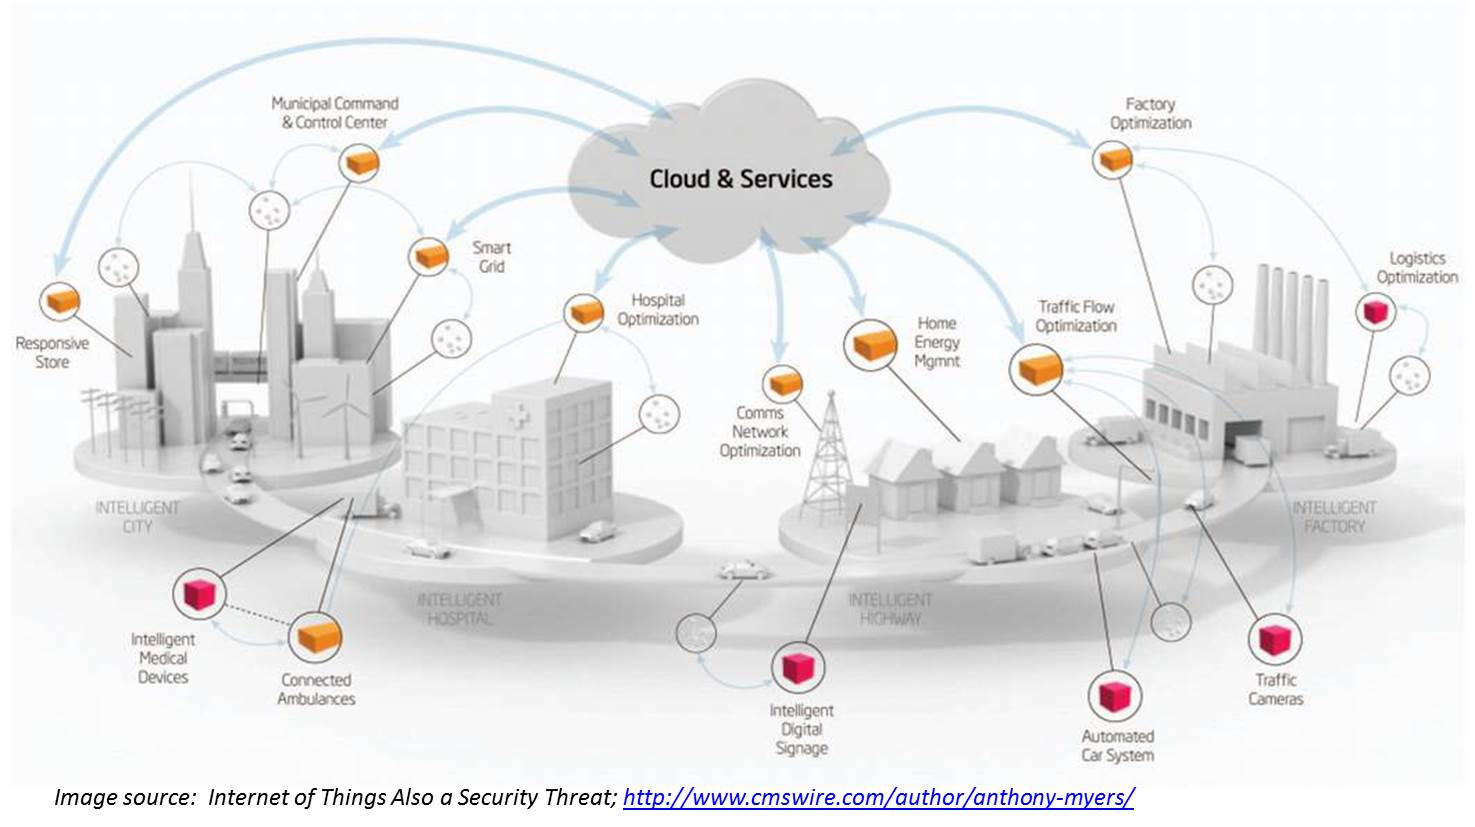 Municipal Command
& Control Center
Cloud & Services
Factory
Optimization
Smart
Grid
Logistics
Optimization
Responsive
Store
Hospital
Optimization
Home
Energy
Mgmnt
Traffic Flow
Optimization
Comms
Network
Optimization
INTELLIGENT
CITY
INTELLIGENT
FACTORY
INTELLIGENT
HOSPITAL
INTELLIGENT
HIGHWAY
Intelligent
Medical
Devices
Connected
Ambulances
Intelligent
Digital
Signage
Automated
Car System
Traffic
Cameras
Image source:  Internet of Things Also a Security Threat; http://www.cmswire.com/author/anthony-myers/